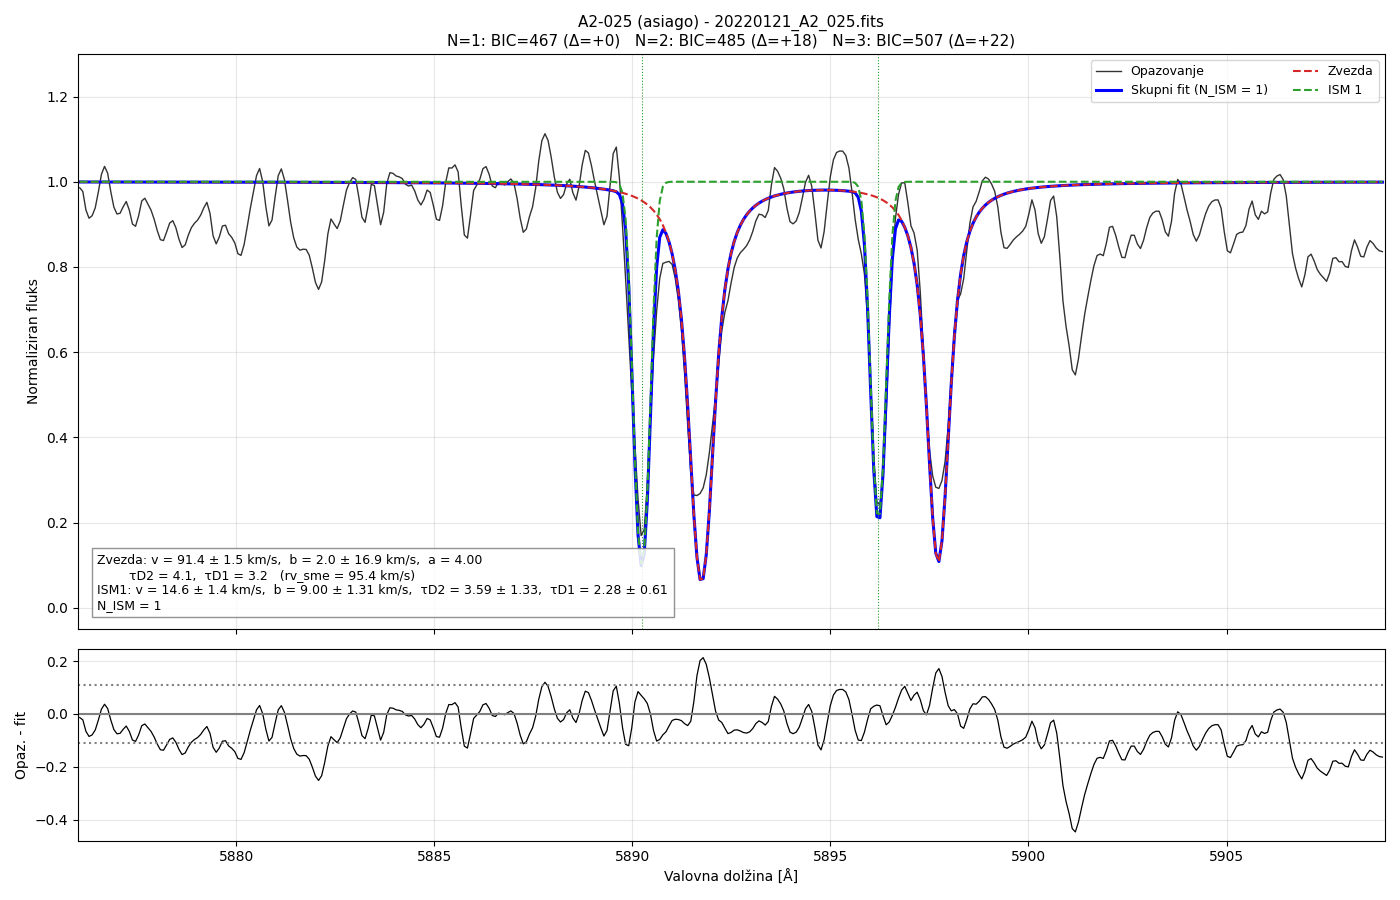 A2-025 (asiago) - 20220121_A2_025.fits
N=1: BIC=467 (Δ=+0)   N=2: BIC=485 (Δ=+18)   N=3: BIC=507 (Δ=+22)
Opazovanje
Skupni fit (N_ISM = 1)
Zvezda
ISM 1
Normaliziran fluks
1.2
1.0
0.8
0.6
0.4
0.2
0.0
Zvezda: v = 91.4 ± 1.5 km/s,  b = 2.0 ± 16.9 km/s,  a = 4.00
τD2 = 4.1,  τD1 = 3.2   (rv_sme = 95.4 km/s)
ISM1: v = 14.6 ± 1.4 km/s,  b = 9.00 ± 1.31 km/s,  τD2 = 3.59 ± 1.33,  τD1 = 2.28 ± 0.61
N_ISM = 1
Opaz. - fit
0.2
0.0
−0.2
−0.4
5880
5885
5890
5895
5900
5905
Valovna dolžina [Å]